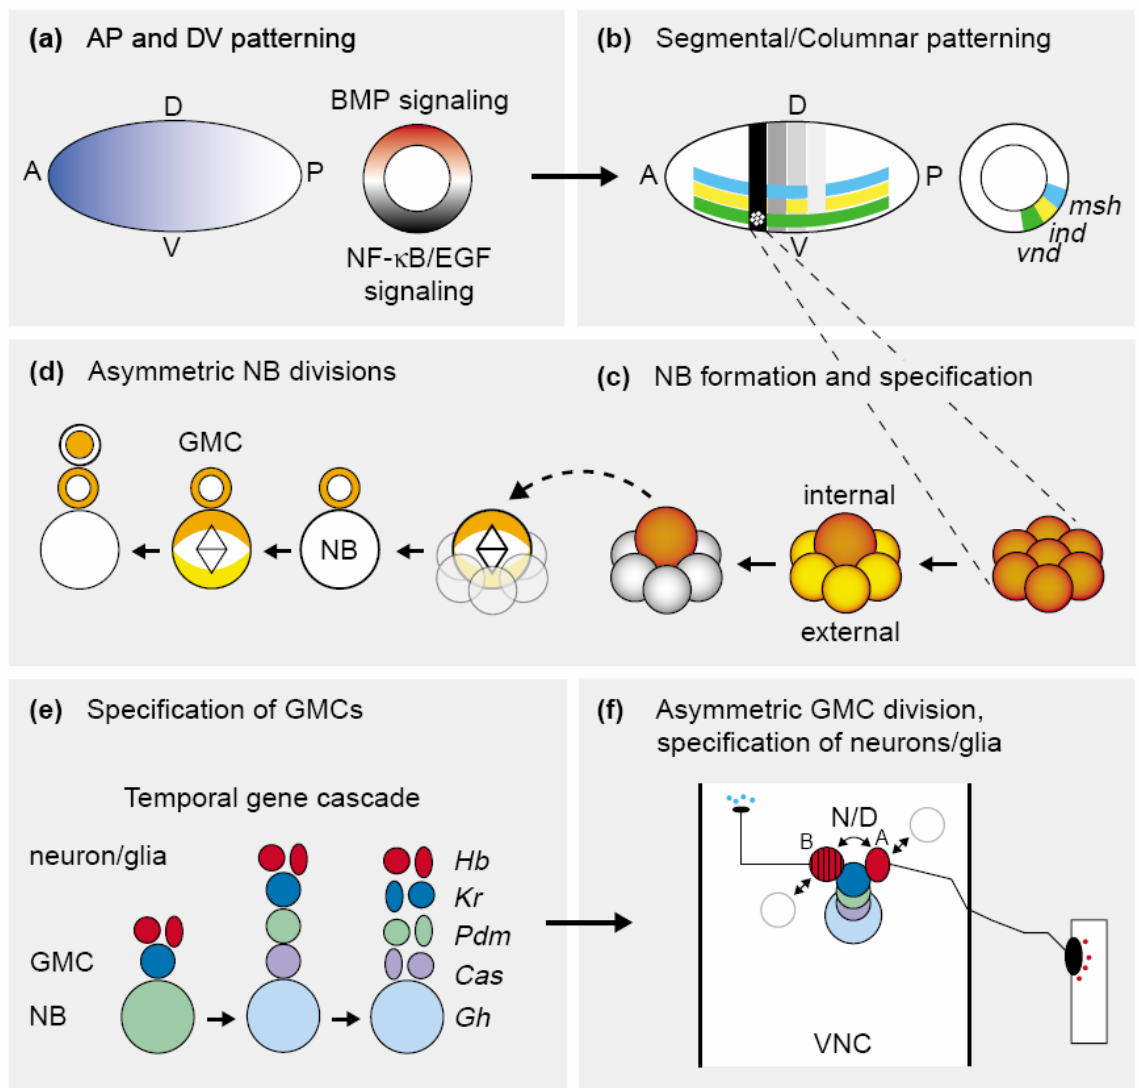 (a) AP and DV patterning
D
A
P
V
BMP signaling
NF-κB/EGF
signaling
(b) Segmental/Columnar patterning
D
A
P
V
msh
ind
vnd
(d) Asymmetric NB divisions
GMC
NB
(c) NB formation and specification
internal
external
(e) Specification of GMCs
Temporal gene cascade
neuron/glia
GMC
NB
Hb
Kr
Pdm
Cas
Gh
(f) Asymmetric GMC division,
specification of neurons/glia
N/D
B
A
VNC